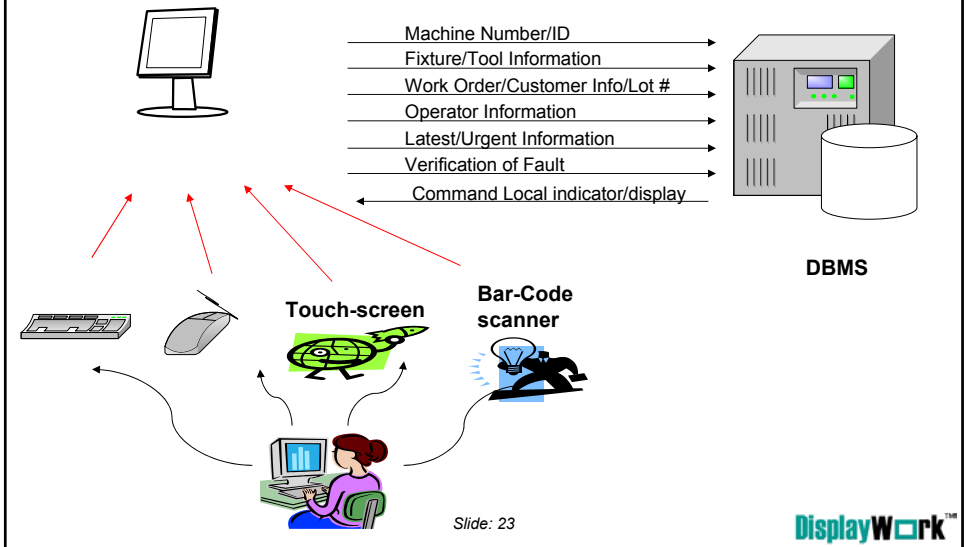 Machine Number/ID
Fixture/Tool Information
Work Order/Customer Info/Lot #
Operator Information
Latest/Urgent Information
Verification of Fault
Command Local indicator/display
DBMS
Touch-screen
Bar-Code
scanner
Slide: 23
DisplayWork™